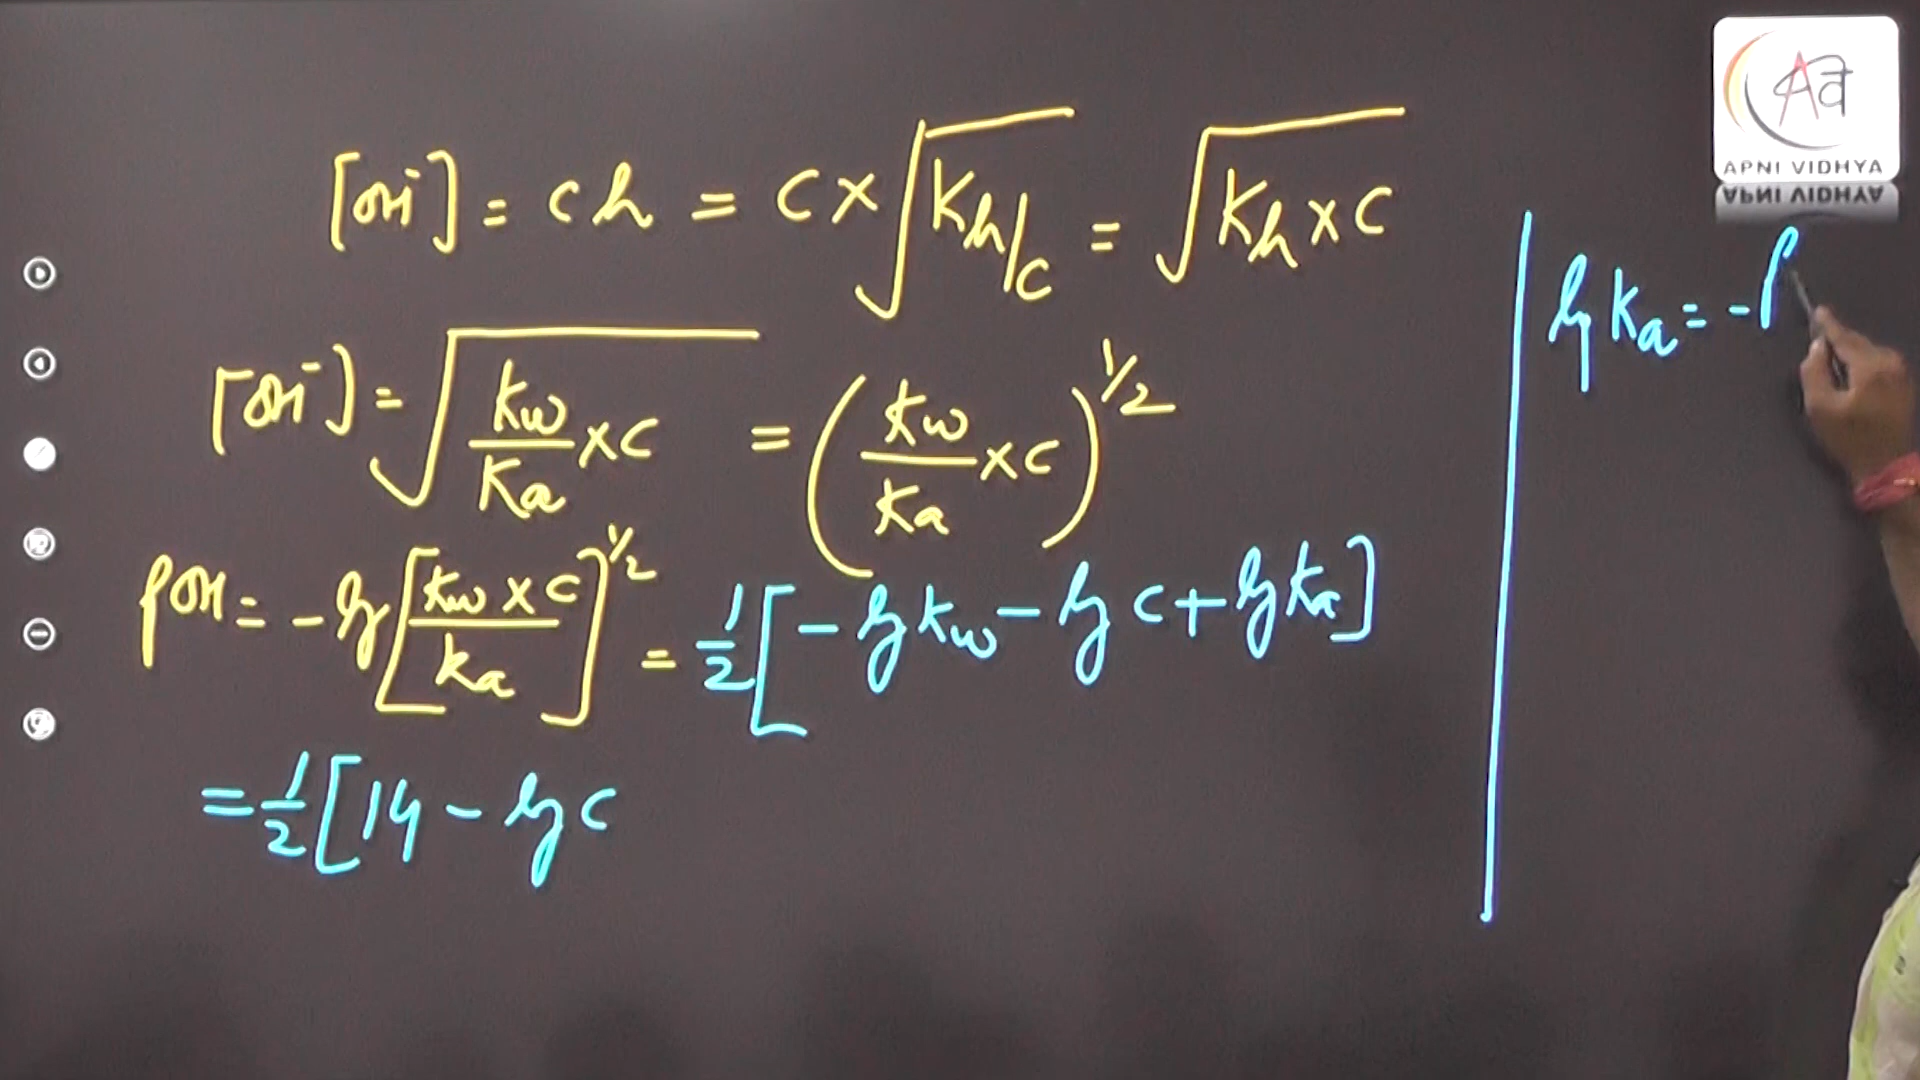 [OH⁻] = ch = c × √Kh/c = √Kh × c
[OH⁻] = √(Kw/Ka × c) = (Kw/Ka × c)^1/2
pOH = -log [Kw × c / Ka]^1/2 = 1/2 [-log Kw - log c + log Ka]
= 1/2 [14 - log c
log Ka = -p
Aव
APNI VIDHYA